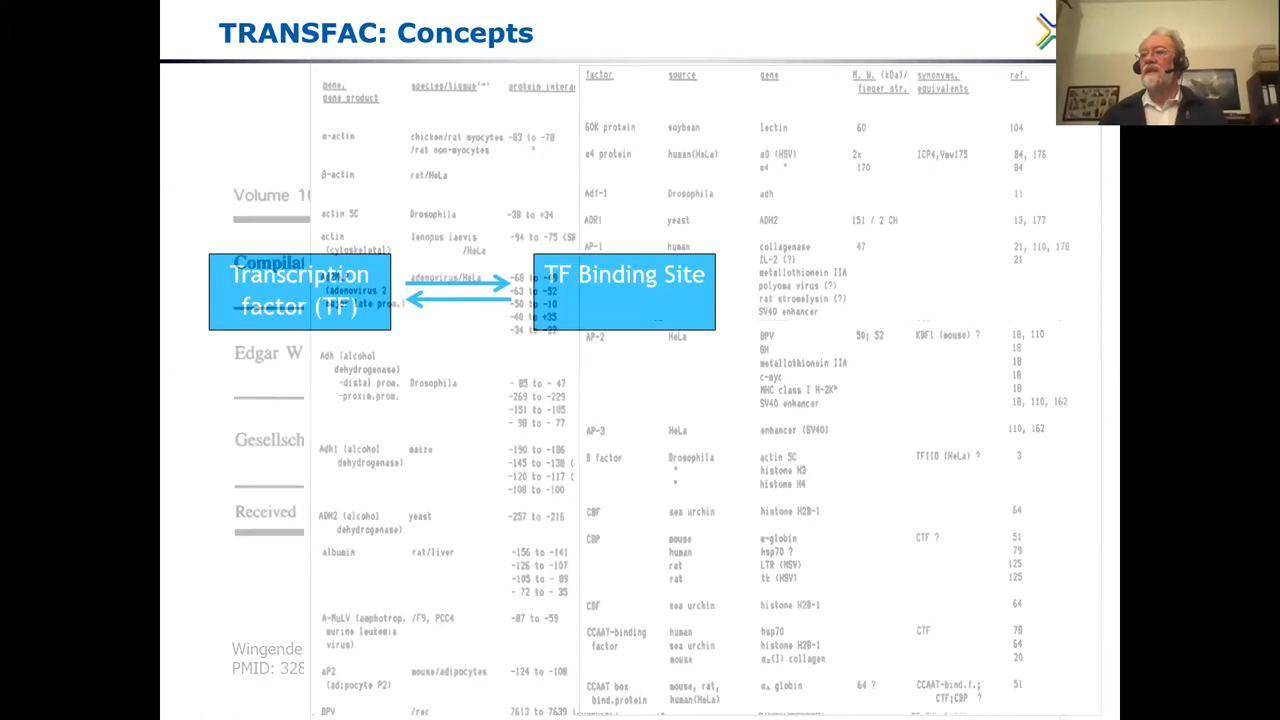 TRANSFAC: Concepts
Volume 10
Compilat
Edgar W
Gesellsch
Received
Wingende
PMID: 328
gene,
gene product
species/tissue
protein intera
α-actin
chicken/rat myocytes
/rat non-myocytes
-83 to -78
"
β-actin
rat/HeLa
actin 5C
Drosophila
-38 to +34
actin
(cytoskeletal)
Xenopus laevis
/HeLa
-94 to -75 (SR
(adenovirus 2
major late prom.)
adenovirus/HeLa
-63 to -52
-50 to -10
-40 to +35
-34 to -22
Transcription
factor (TF)
TF Binding Site
Adh (alcohol
dehydrogenase)
-distal prom.
-proxim.prom.
Drosophila
- 85 to - 47
-269 to -229
-151 to -105
- 98 to - 77
Adh1 (alcohol
dehydrogenase)
maize
-190 to -186
-145 to -138 (
-120 to -117 (
-108 to -100
ADH2 (alcohol
dehydrogenase)
yeast
-257 to -216
albumin
rat/liver
-156 to -141
-126 to -107
-105 to - 89
- 72 to - 35
A-MuLV (amphotrop.
murine leukemia
virus)
/F9, PCC4
-87 to -59
aP2
(adipocyte P2)
mouse/adipocytes
-124 to -108
BPV
/rec
7613 to 7639 (
factor source gene M. W. (kDa)/ synonyms, ref.
finger str. equivalents
60K protein soybean lectin 60 104
α4 protein human(HeLa) α0 (HSV) 2x ICP4,Vmw175 84, 176
α4 " 170 84
Adf-1 Drosophila adh 11
ADR1 yeast ADH2 151 / 2 CH 13, 177
AP-1 human collagenase 47 21, 110, 178
IL-2 (?) 21
metallothionein IIA
polyoma virus (?)
rat stromelysin (?)
SV40 enhancer
AP-2 HeLa BPV 50; 52 KBF1 (mouse) ? 18, 110
GH 18
metallothionein IIA 18
c-myc 18
MHC class I H-2Kᵇ 18
SV40 enhancer 18, 110, 162
AP-3 HeLa enhancer (SV40) 110, 162
B factor Drosophila actin 5C TFIID (HeLa) ? 3
" histone H3
" histone H4
CBF sea urchin histone H2B-1 64
CBP mouse α-globin CTF ? 51
human hsp70 ? 79
rat LTR (MSV) 125
rat tk (HSV) 125
CDF sea urchin histone H2B-1 64
CCAAT-binding human hsp70 CTF 78
factor sea urchin histone H2B-1 64
mouse α₂(I) collagen 20
CCAAT box mouse, rat, globin 64 ? CCAAT-bind.f.; 51
bind.protein human(HeLa) CTF;CBP ?